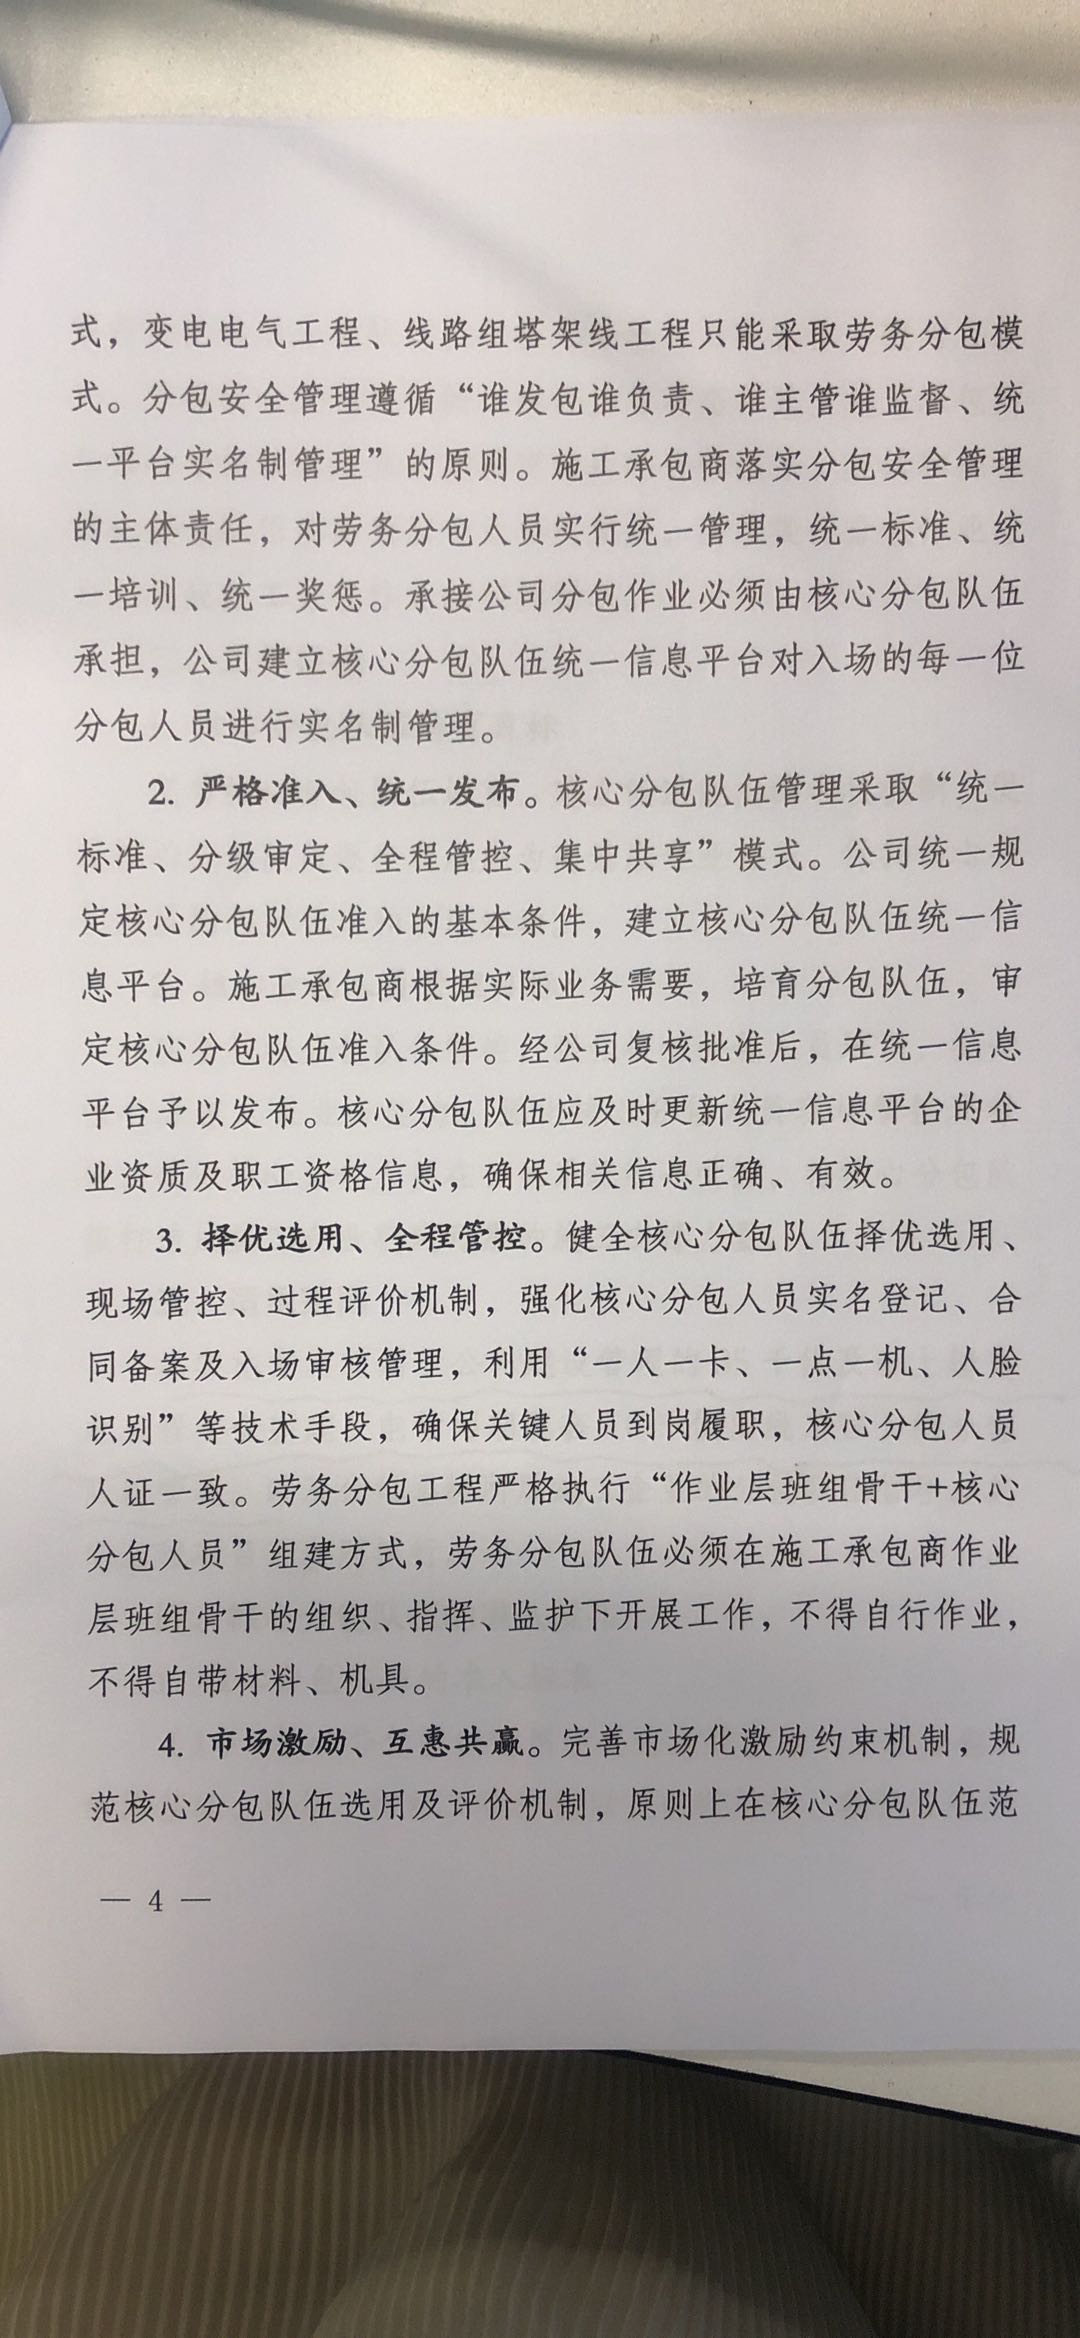 式，变电电气工程、线路组塔架线工程只能采取劳务分包模
式。分包安全管理遵循“谁发包谁负责、谁主管谁监督、统
一平台实名制管理”的原则。施工承包商落实分包安全管理
的主体责任，对劳务分包人员实行统一管理，统一标准、统
一培训、统一奖惩。承接公司分包作业必须由核心分包队伍
承担，公司建立核心分包队伍统一信息平台对入场的每一位
分包人员进行实名制管理。
2. 严格准入、统一发布。核心分包队伍管理采取“统一
标准、分级审定、全程管控、集中共享”模式。公司统一规
定核心分包队伍准入的基本条件，建立核心分包队伍统一信
息平台。施工承包商根据实际业务需要，培育分包队伍，审
定核心分包队伍准入条件。经公司复核批准后，在统一信息
平台予以发布。核心分包队伍应及时更新统一信息平台的企
业资质及职工资格信息，确保相关信息正确、有效。
3. 择优选用、全程管控。健全核心分包队伍择优选用、
现场管控、过程评价机制，强化核心分包人员实名登记、合
同备案及入场审核管理，利用“一人一卡、一点一机、人脸
识别”等技术手段，确保关键人员到岗履职，核心分包人员
人证一致。劳务分包工程严格执行“作业层班组骨干+核心
分包人员”组建方式，劳务分包队伍必须在施工承包商作业
层班组骨干的组织、指挥、监护下开展工作，不得自行作业，
不得自带材料、机具。
4. 市场激励、互惠共赢。完善市场化激励约束机制，规
范核心分包队伍选用及评价机制，原则上在核心分包队伍范
— 4 —